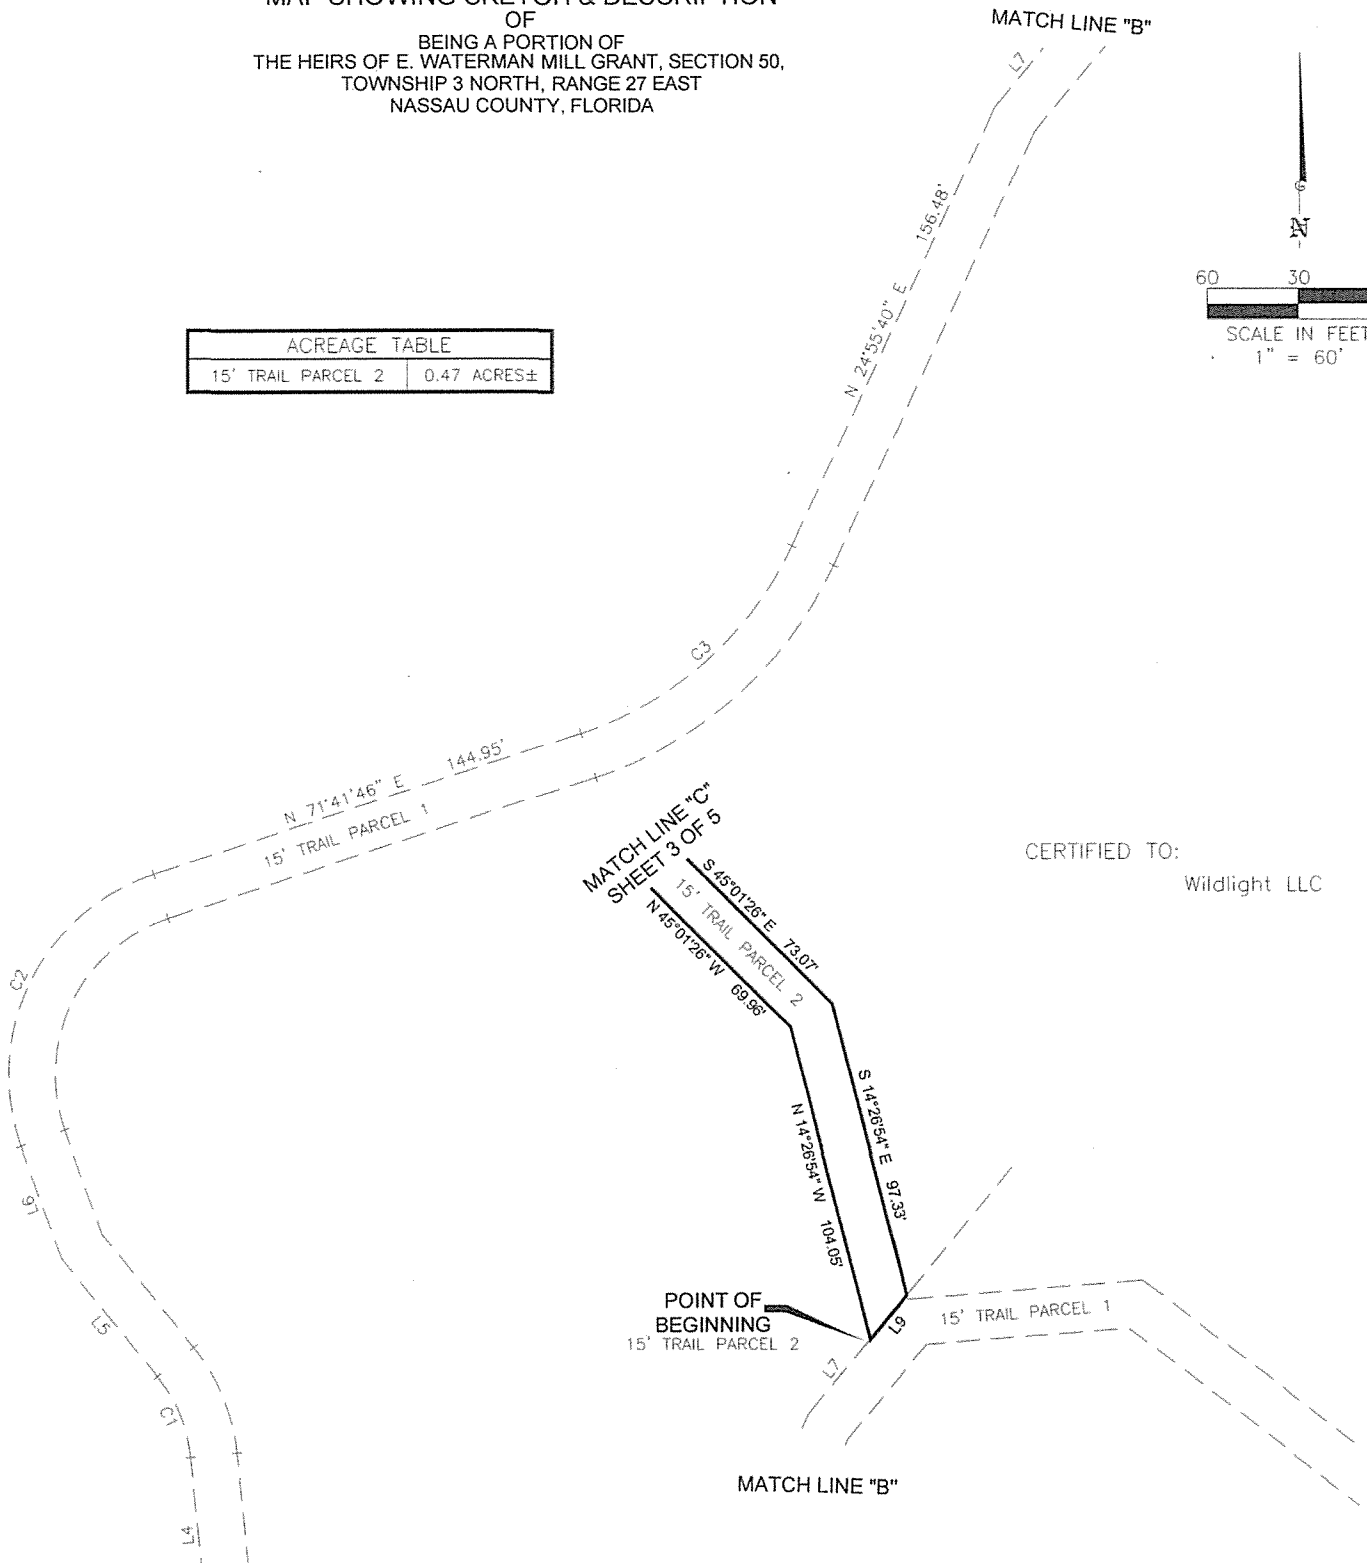 MAP SHOWING SKETCH & DESCRIPTION
OF
BEING A PORTION OF
THE HEIRS OF E. WATERMAN MILL GRANT, SECTION 50,
TOWNSHIP 3 NORTH, RANGE 27 EAST
NASSAU COUNTY, FLORIDA
MATCH LINE "B"
L7
N
60 30
SCALE IN FEET
1" = 60'
ACREAGE TABLE
15' TRAIL PARCEL 2 0.47 ACRES±
N 24°55'40" E 156.48'
C3
N 71°41'46" E 144.95'
15' TRAIL PARCEL 1
MATCH LINE "C"
SHEET 3 OF 5
S 45°01'26" E 73.07'
15' TRAIL PARCEL 2
N 45°01'26" W 69.96'
CERTIFIED TO:
Wildlight LLC
C2
S 14°26'54" E 97.33'
N 14°26'54" W 104.05'
L6
L5
POINT OF
BEGINNING
15' TRAIL PARCEL 2
L9
15' TRAIL PARCEL 1
L7
C1
MATCH LINE "B"
L4